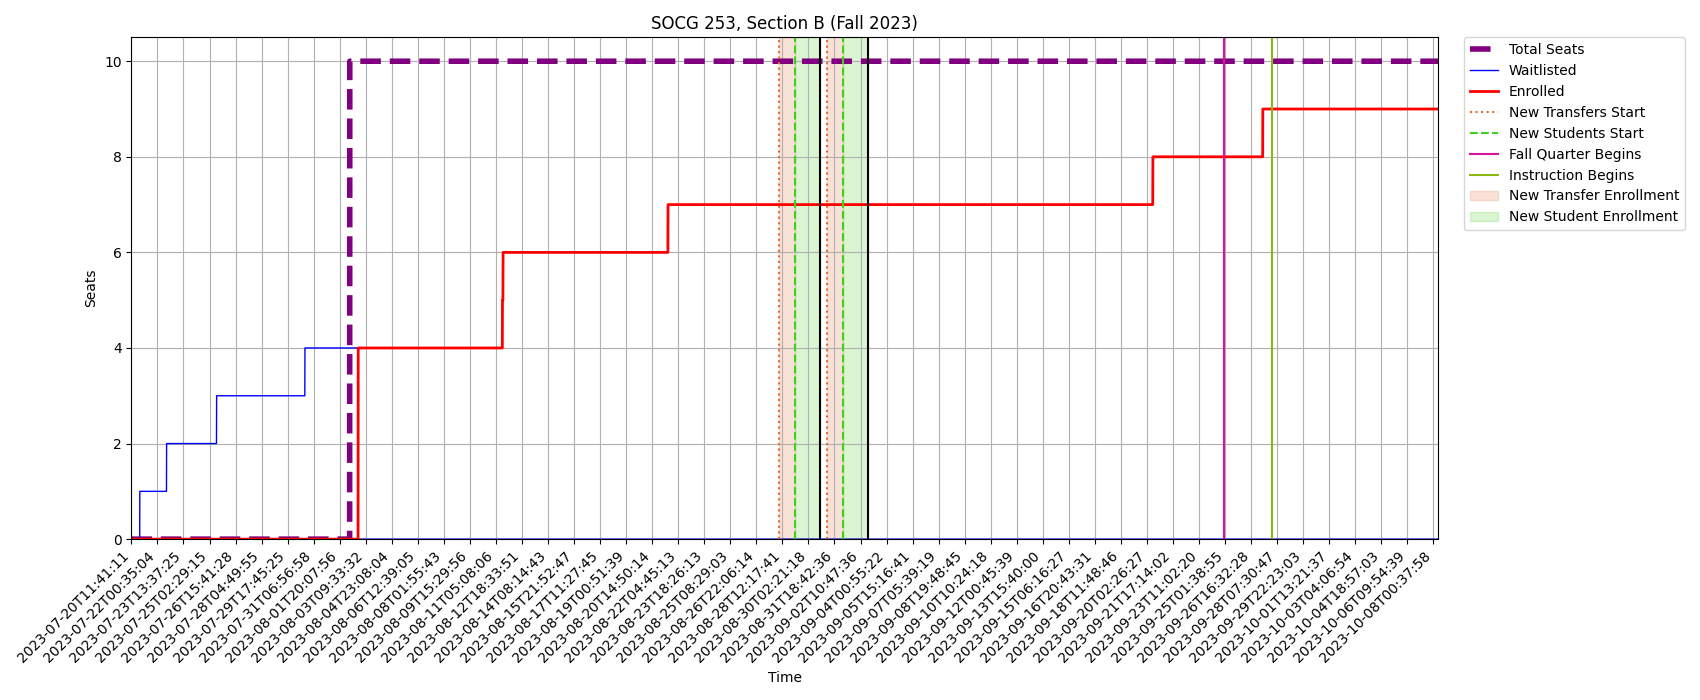 SOCG 253, Section B (Fall 2023)
Seats
10
8
6
4
2
0
2023-07-20T11:41:11
2023-07-22T00:35:04
2023-07-23T13:37:25
2023-07-25T02:29:15
2023-07-26T15:41:28
2023-07-28T04:49:55
2023-07-29T17:45:25
2023-07-31T06:56:58
2023-08-01T20:07:56
2023-08-03T09:33:32
2023-08-04T23:08:04
2023-08-06T12:39:05
2023-08-08T01:55:43
2023-08-09T15:29:56
2023-08-11T05:08:06
2023-08-12T18:33:51
2023-08-14T08:14:43
2023-08-15T21:52:47
2023-08-17T11:27:45
2023-08-19T00:51:39
2023-08-20T14:50:14
2023-08-22T04:45:13
2023-08-23T18:26:13
2023-08-25T08:29:03
2023-08-26T22:06:14
2023-08-28T12:17:41
2023-08-30T02:21:18
2023-08-31T18:42:36
2023-09-02T10:47:36
2023-09-04T00:55:22
2023-09-05T15:16:41
2023-09-07T05:39:19
2023-09-08T19:48:45
2023-09-10T10:24:18
2023-09-12T00:45:39
2023-09-13T15:40:00
2023-09-15T06:16:27
2023-09-16T20:43:31
2023-09-18T11:48:46
2023-09-20T02:26:27
2023-09-21T17:14:02
2023-09-23T11:02:20
2023-09-25T01:38:55
2023-09-26T16:32:28
2023-09-28T07:30:47
2023-09-29T22:23:03
2023-10-01T13:21:37
2023-10-03T04:06:54
2023-10-04T18:57:03
2023-10-06T09:54:39
2023-10-08T00:37:58
Time
Total Seats
Waitlisted
Enrolled
New Transfers Start
New Students Start
Fall Quarter Begins
Instruction Begins
New Transfer Enrollment
New Student Enrollment